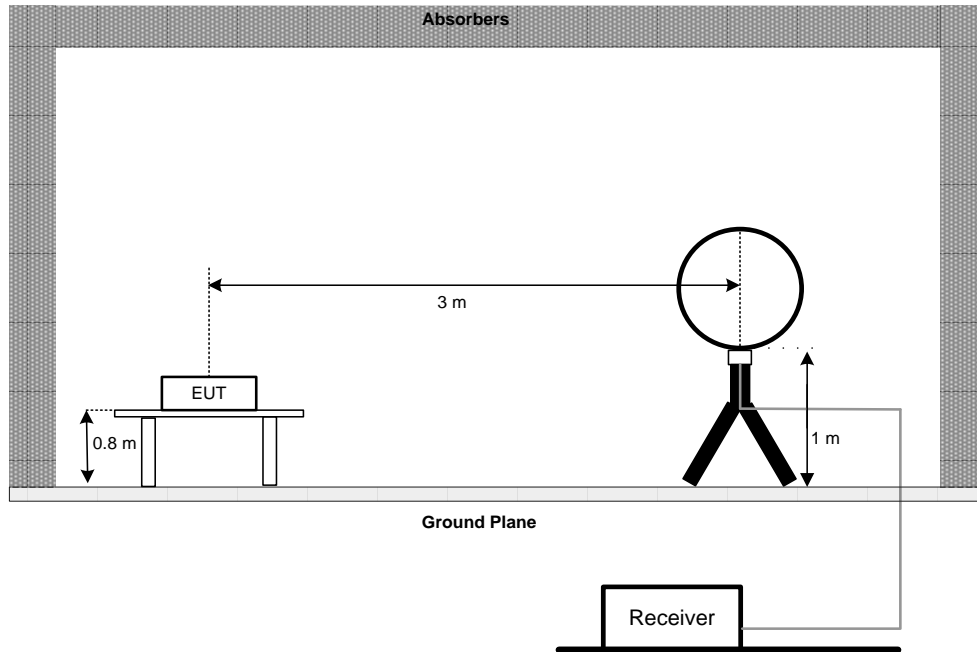 Absorbers
3 m
EUT
0.8 m
1 m
Ground Plane
Receiver